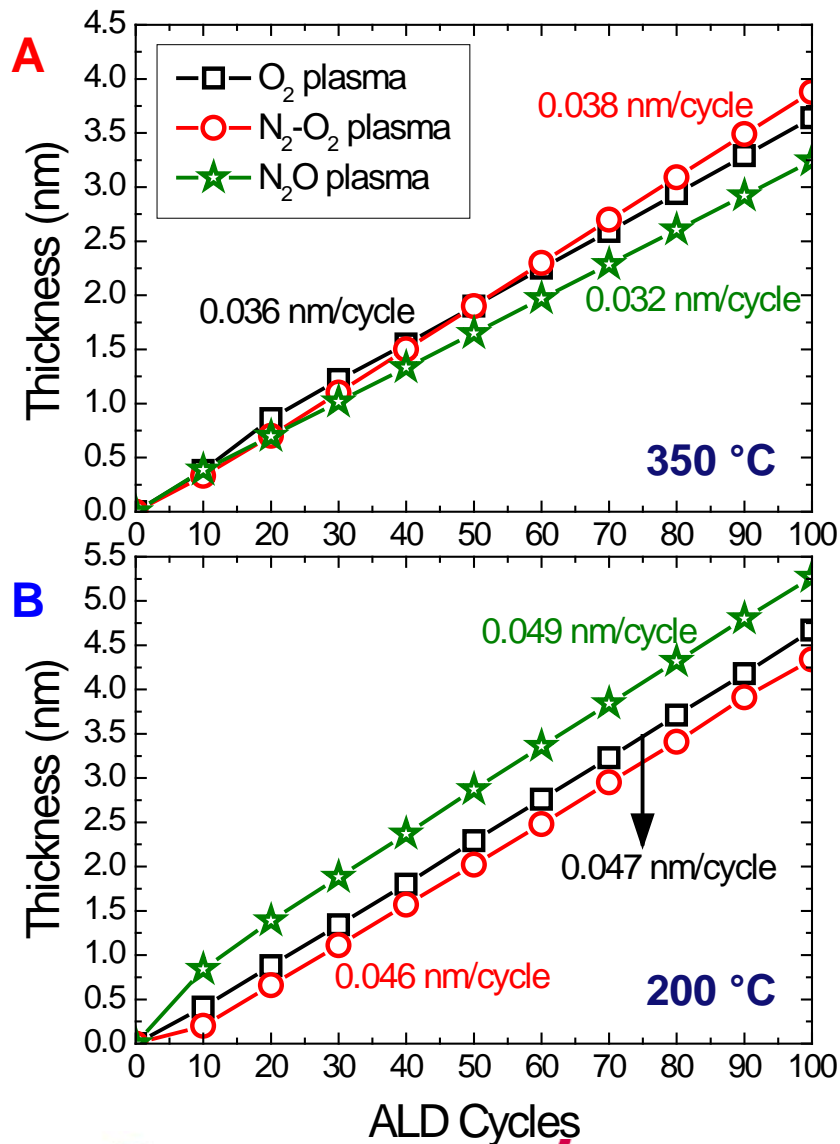 A
4.5
4.0
3.5
3.0
2.5
2.0
1.5
1.0
0.5
0.0
Thickness (nm)
O₂ plasma
N₂-O₂ plasma
N₂O plasma
0.038 nm/cycle
0.036 nm/cycle
0.032 nm/cycle
350 °C
0 10 20 30 40 50 60 70 80 90 100
B
5.5
5.0
4.5
4.0
3.5
3.0
2.5
2.0
1.5
1.0
0.5
0.0
Thickness (nm)
0.049 nm/cycle
0.047 nm/cycle
0.046 nm/cycle
200 °C
0 10 20 30 40 50 60 70 80 90 100
ALD Cycles